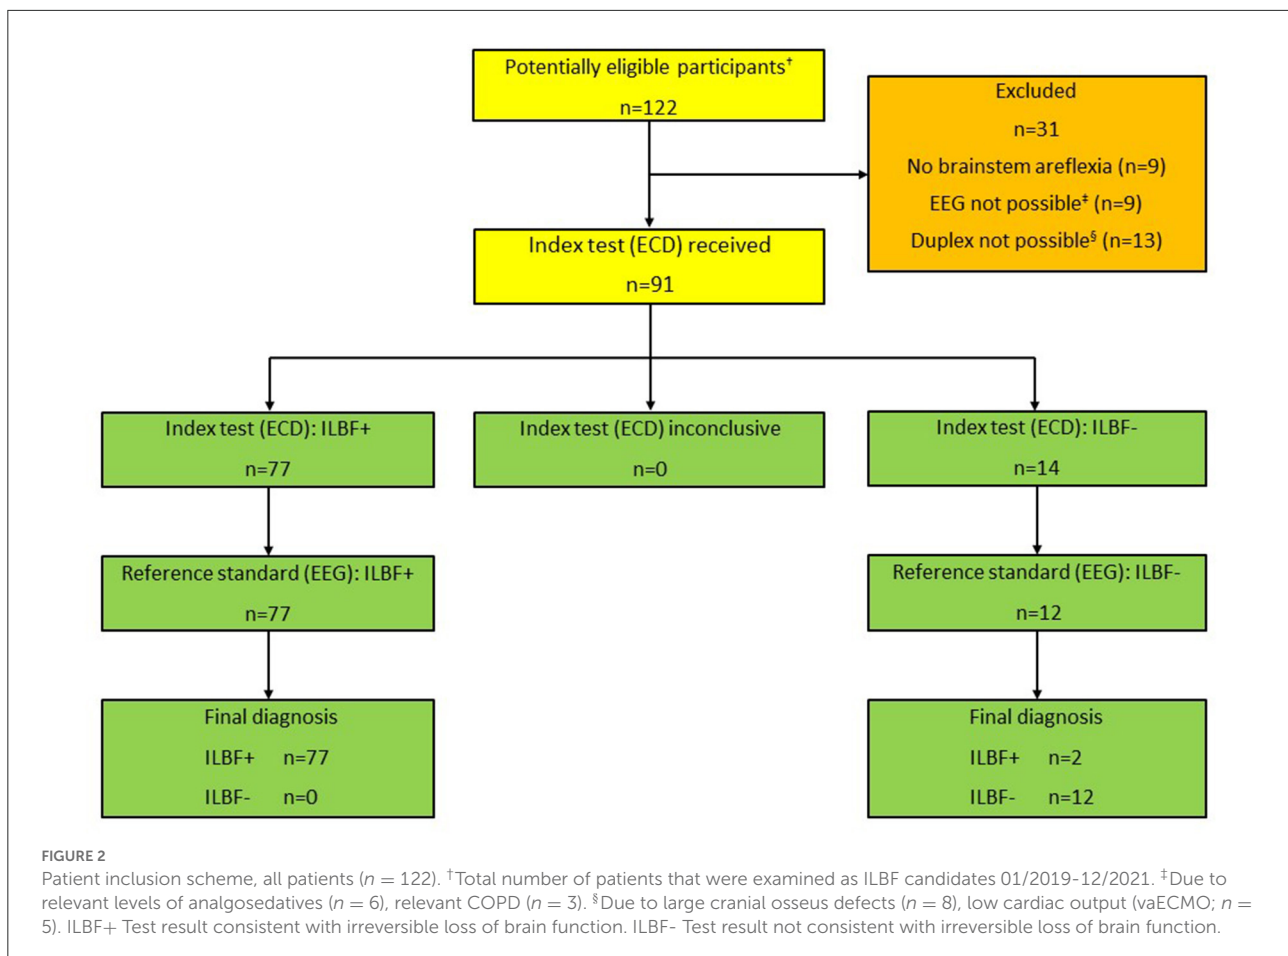 Potentially eligible participants†
n=122
Excluded
n=31
No brainstem areflexia (n=9)
EEG not possible‡ (n=9)
Duplex not possible§ (n=13)
Index test (ECD) received
n=91
Index test (ECD): ILBF+
n=77
Index test (ECD) inconclusive
n=0
Index test (ECD): ILBF-
n=14
Reference standard (EEG): ILBF+
n=77
Reference standard (EEG): ILBF-
n=12
Final diagnosis
ILBF+ n=77
ILBF- n=0
Final diagnosis
ILBF+ n=2
ILBF- n=12
FIGURE 2
Patient inclusion scheme, all patients (n = 122). †Total number of patients that were examined as ILBF candidates 01/2019-12/2021. ‡Due to
relevant levels of analgosedatives (n = 6), relevant COPD (n = 3). §Due to large cranial osseus defects (n = 8), low cardiac output (vaECMO; n =
5). ILBF+ Test result consistent with irreversible loss of brain function. ILBF- Test result not consistent with irreversible loss of brain function.